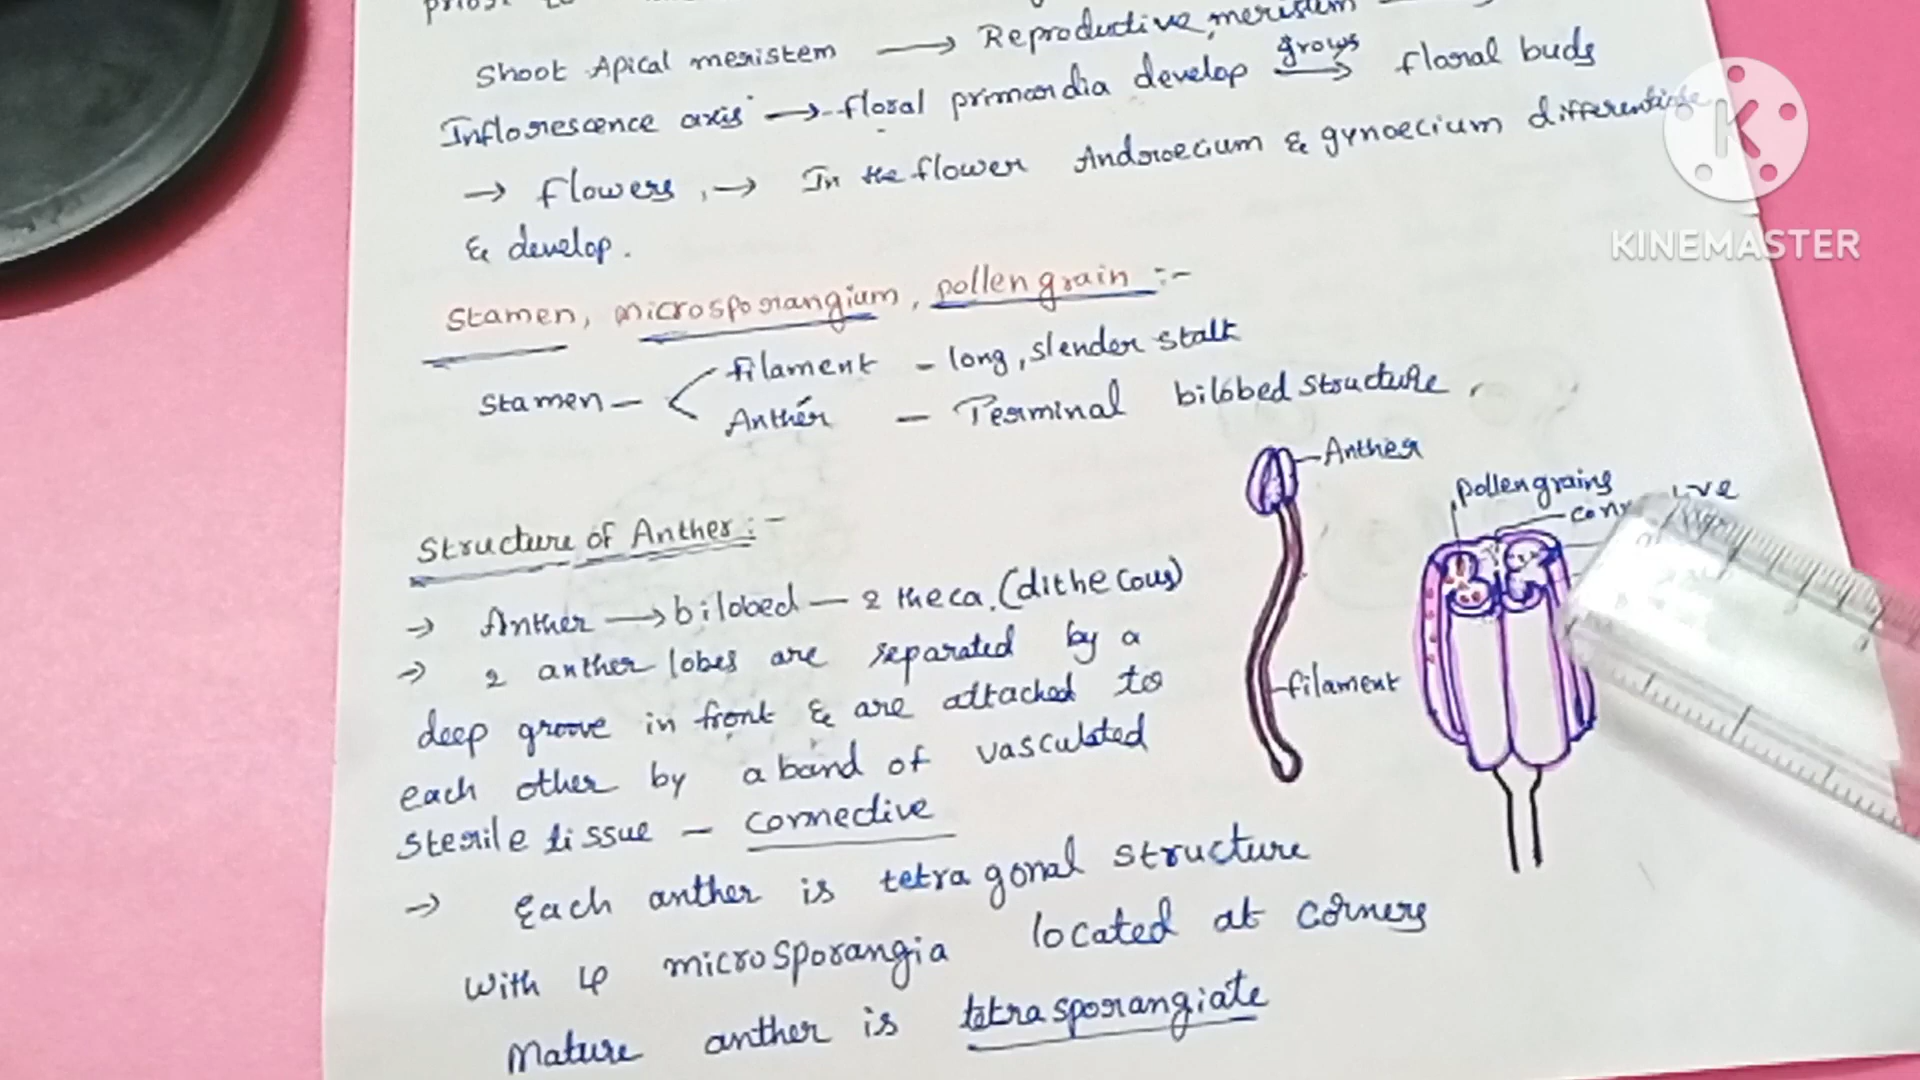 Shoot Apical meristem → Reproductive meristem
Inflorescence axis → floral primordia develop grows → floral buds
→ flowers, → In the flower Androecium & gynoecium differentiate
& develop.
Stamen, microsporangium, pollen grain :-
Stamen - filament - long, slender stalk
Anther - Terminal bilobed structure.
Anther
pollengrains
filament
Structure of Anther :-
→ Anther → bilobed - 2 theca. (dithecous)
→ 2 anther lobes are separated by a
deep groove in front & are attached to
each other by a band of vasculated
sterile tissue - connective
→ Each anther is tetragonal structure
with 4 microsporangia located at corners
Mature anther is tetrasporangiate
KINEMASTER